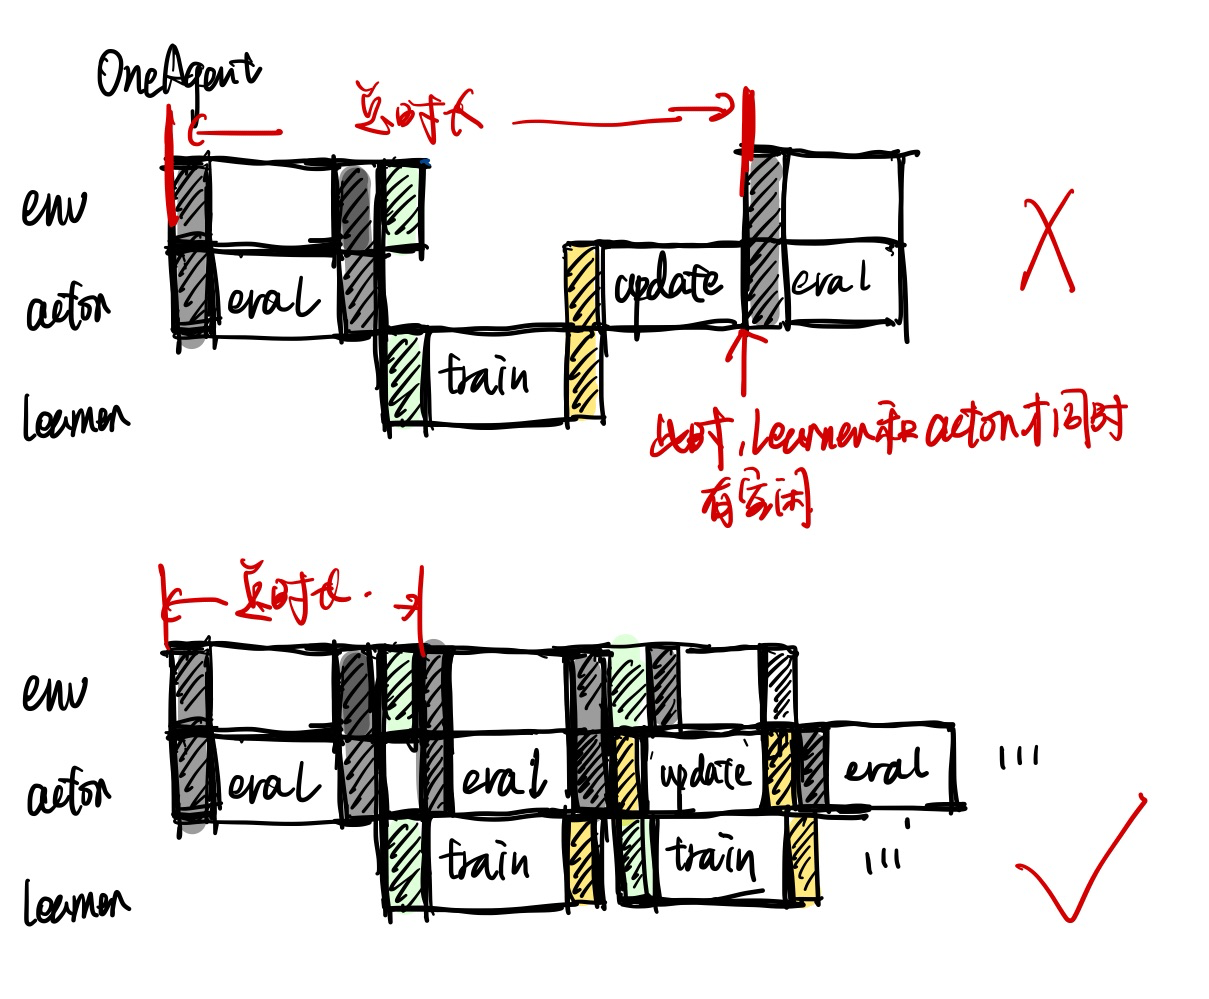 OneAgent
总时长
env
actor
eval
update
eval
learner
train
此时,learner和actor才同时
有空闲
总时长
env
actor
eval
eval
update
eval
learner
train
train